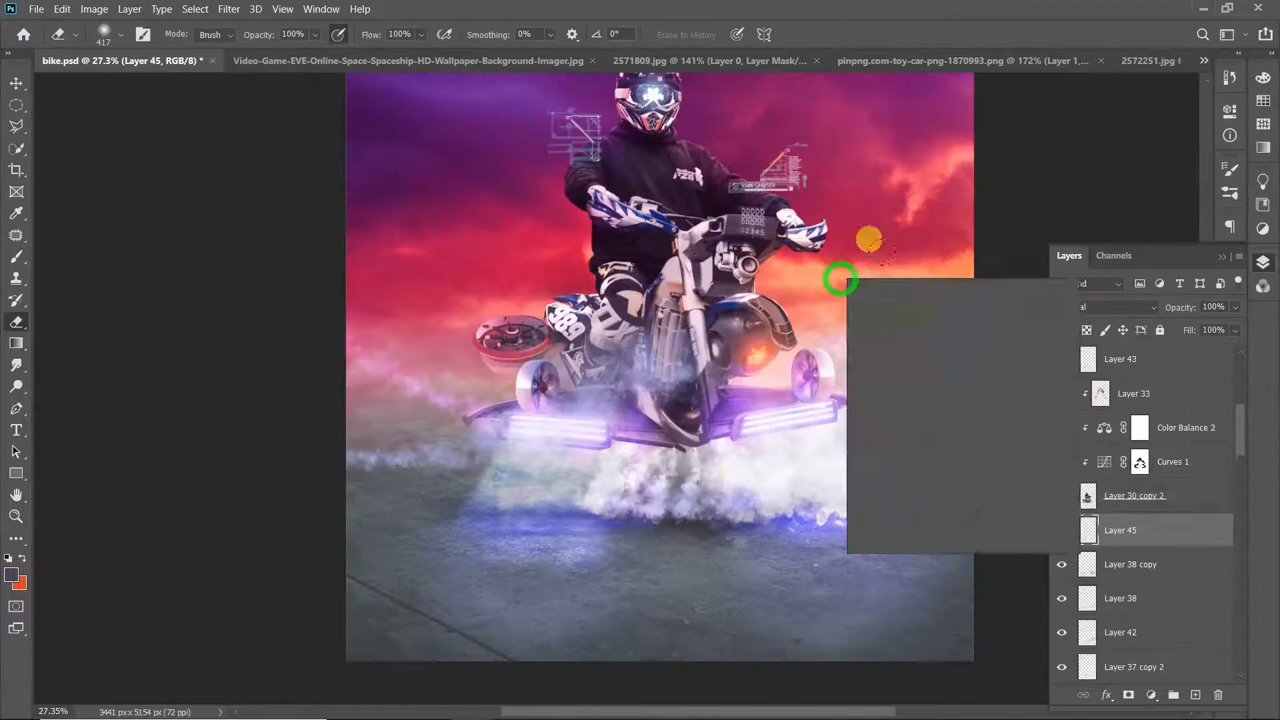 Ps File Edit Image Layer Type Select Filter 3D View Window Help
417 Mode: Brush Opacity: 100% Flow: 100% Smoothing: 0% 0° Erase to History
bike.psd @ 27.3% (Layer 45, RGB/8) * × Video-Game-EVE-Online-Space-Spaceship-HD-Wallpaper-Background-Imager.jpg × 2571809.jpg @ 141% (Layer 0, Layer Mask/... × pinpng.com-toy-car-png-1870993.png @ 172% (Layer 1,... × 2572251.jpg (
12345
989
Layers Channels
al Opacity: 100%
Fill: 100%
Layer 43
Layer 33
Color Balance 2
Curves 1
Layer 30 copy 2
Layer 45
Layer 38 copy
Layer 38
Layer 42
Layer 37 copy 2
27.35% 3441 px x 5154 px (72 ppi)